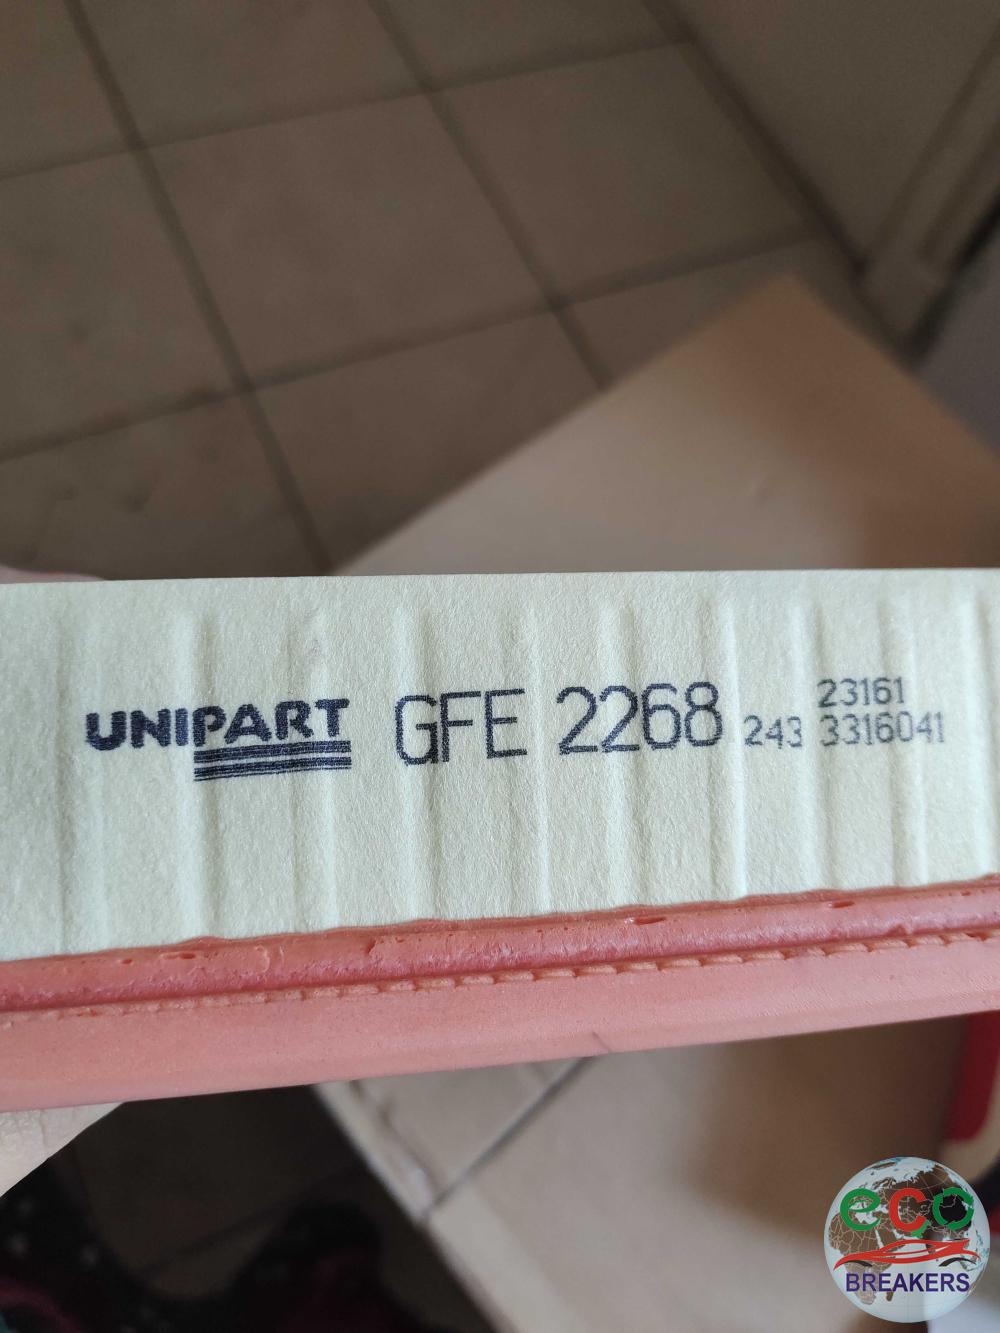 UNIPART GFE 2268 243 23161
3316041
eco
BREAKERS